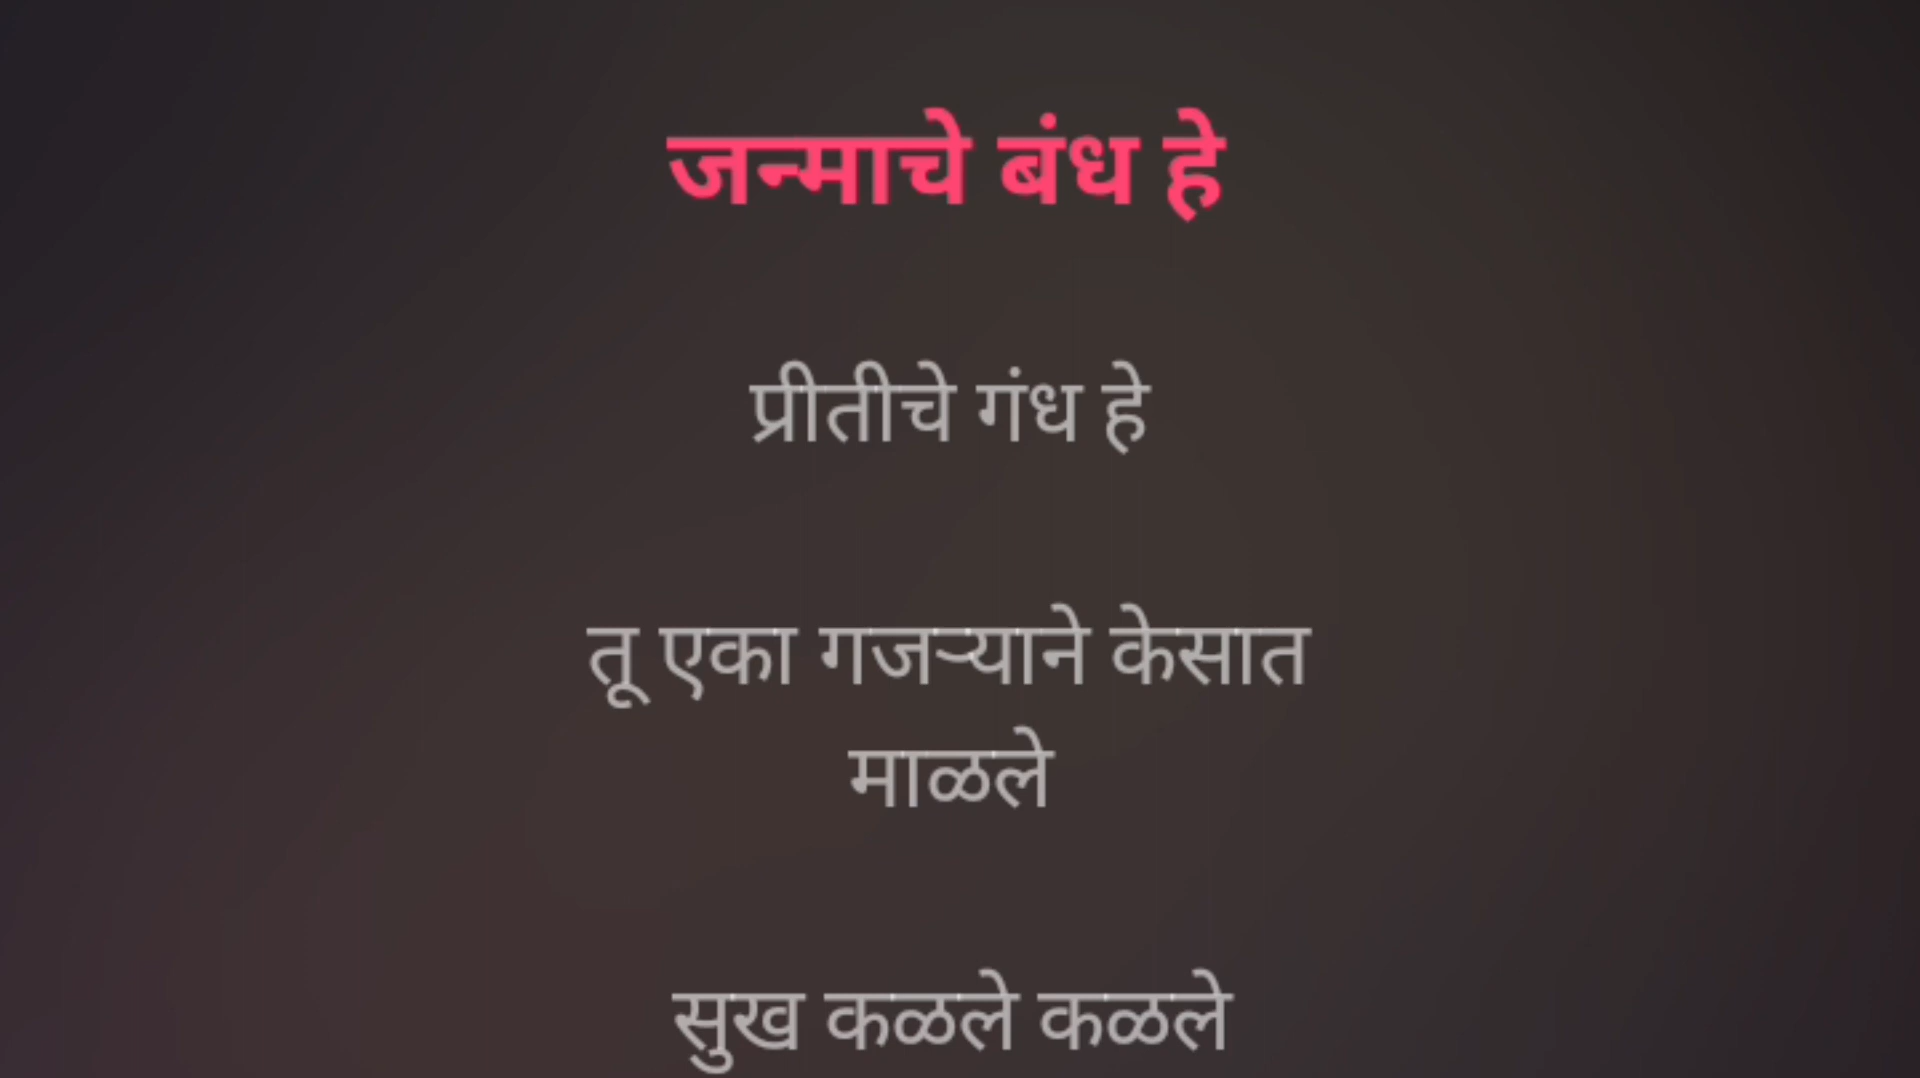 जन्माचे बंध हे
प्रीतीचे गंध हे
तू एका गजऱ्याने केसात
माळले
सुख कळले कळले